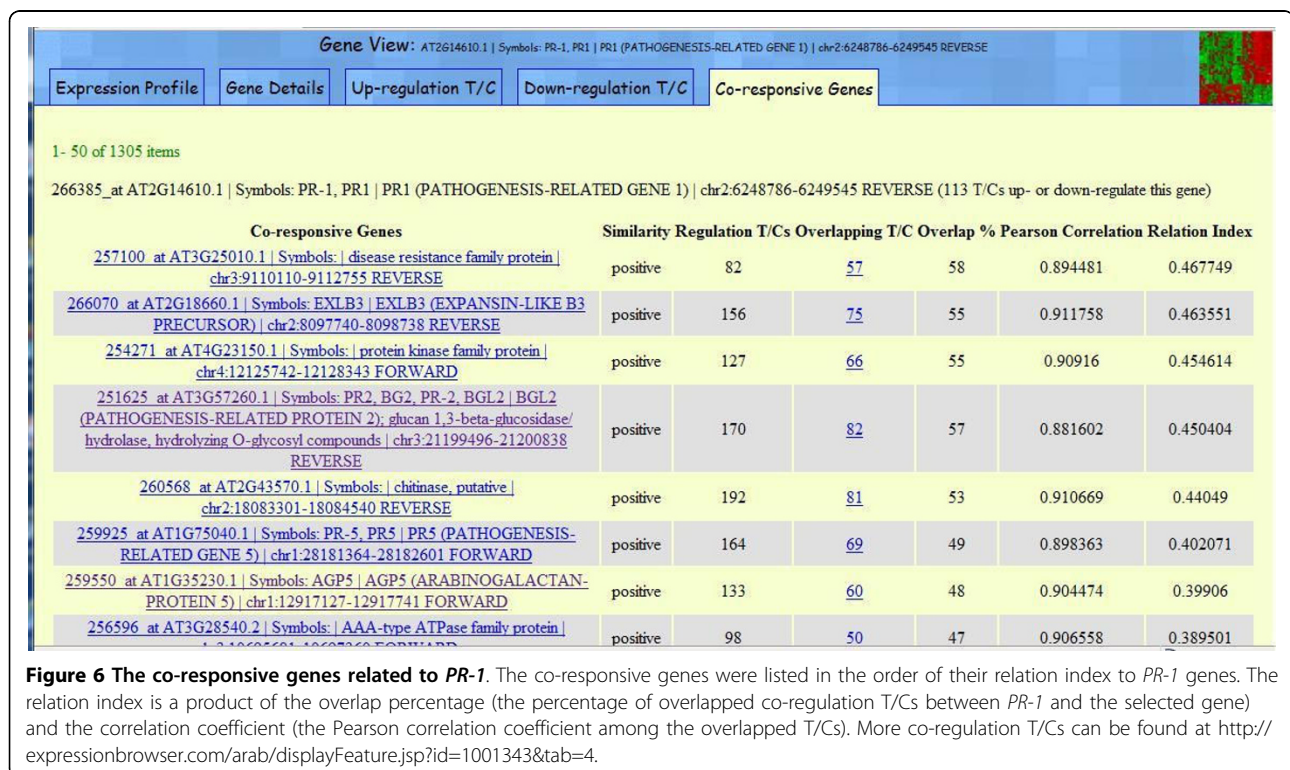 Gene View: AT2G14610.1 | Symbols: PR-1, PR1 | PR1 (PATHOGENESIS-RELATED GENE 1) | chr2:6248786-6249545 REVERSE
Expression Profile Gene Details Up-regulation T/C Down-regulation T/C Co-responsive Genes
1- 50 of 1305 items
266385_at AT2G14610.1 | Symbols: PR-1, PR1 | PR1 (PATHOGENESIS-RELATED GENE 1) | chr2:6248786-6249545 REVERSE (113 T/Cs up- or down-regulate this gene)
Co-responsive Genes Similarity Regulation T/Cs Overlapping T/C Overlap % Pearson Correlation Relation Index
257100_at AT3G25010.1 | Symbols: | disease resistance family protein |
chr3:9110110-9112755 REVERSE
positive 82 57 58 0.894481 0.467749
266070_at AT2G18660.1 | Symbols: EXLB3 | EXLB3 (EXPANSIN-LIKE B3
PRECURSOR) | chr2:8097740-8098738 REVERSE
positive 156 75 55 0.911758 0.463551
254271_at AT4G23150.1 | Symbols: | protein kinase family protein |
chr4:12125742-12128343 FORWARD
positive 127 66 55 0.90916 0.454614
251625_at AT3G57260.1 | Symbols: PR2, BG2, PR-2, BGL2 | BGL2
(PATHOGENESIS-RELATED PROTEIN 2); glucan 1,3-beta-glucosidase/
hydrolase, hydrolyzing O-glycosyl compounds | chr3:21199496-21200838
REVERSE
positive 170 82 57 0.881602 0.450404
260568_at AT2G43570.1 | Symbols: | chitinase, putative |
chr2:18083301-18084540 REVERSE
positive 192 81 53 0.910669 0.44049
259925_at AT1G75040.1 | Symbols: PR-5, PR5 | PR5 (PATHOGENESIS-
RELATED GENE 5) | chr1:28181364-28182601 FORWARD
positive 164 69 49 0.898363 0.402071
259550_at AT1G35230.1 | Symbols: AGP5 | AGP5 (ARABINOGALACTAN-
PROTEIN 5) | chr1:12917127-12917741 FORWARD
positive 133 60 48 0.904474 0.39906
256596_at AT3G28540.2 | Symbols: | AAA-type ATPase family protein |
positive 98 50 47 0.906558 0.389501
Figure 6 The co-responsive genes related to PR-1. The co-responsive genes were listed in the order of their relation index to PR-1 genes. The
relation index is a product of the overlap percentage (the percentage of overlapped co-regulation T/Cs between PR-1 and the selected gene)
and the correlation coefficient (the Pearson correlation coefficient among the overlapped T/Cs). More co-regulation T/Cs can be found at http://
expressionbrowser.com/arab/displayFeature.jsp?id=1001343&tab=4.